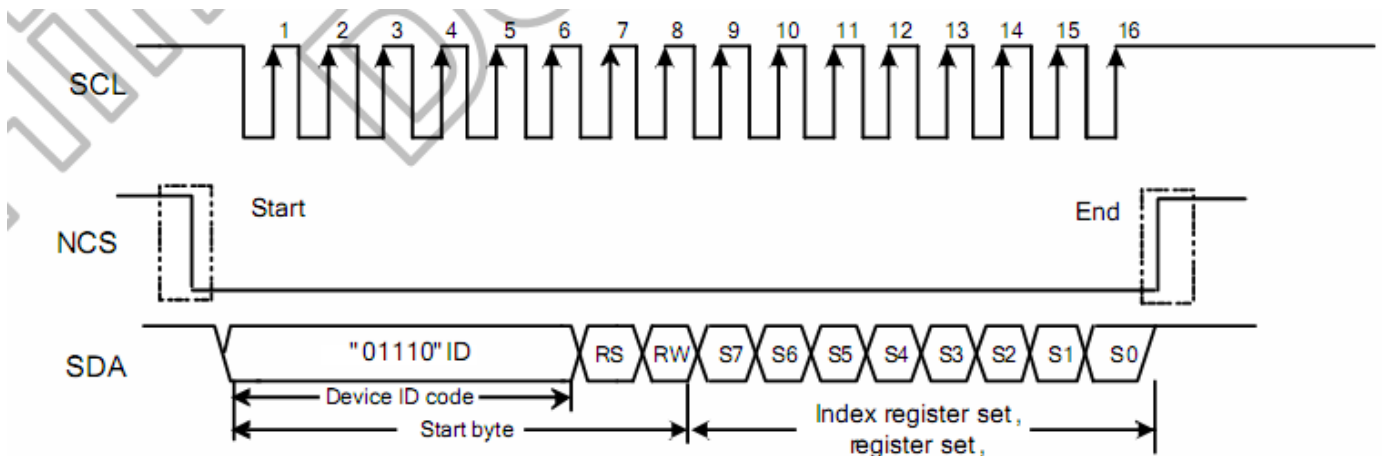 1 2 3 4 5 6 7 8 9 10 11 12 13 14 15 16
SCL
Start End
NCS
"01110" ID RS RW S7 S6 S5 S4 S3 S2 S1 S0
SDA
Device ID code
Start byte
Index register set,
register set,